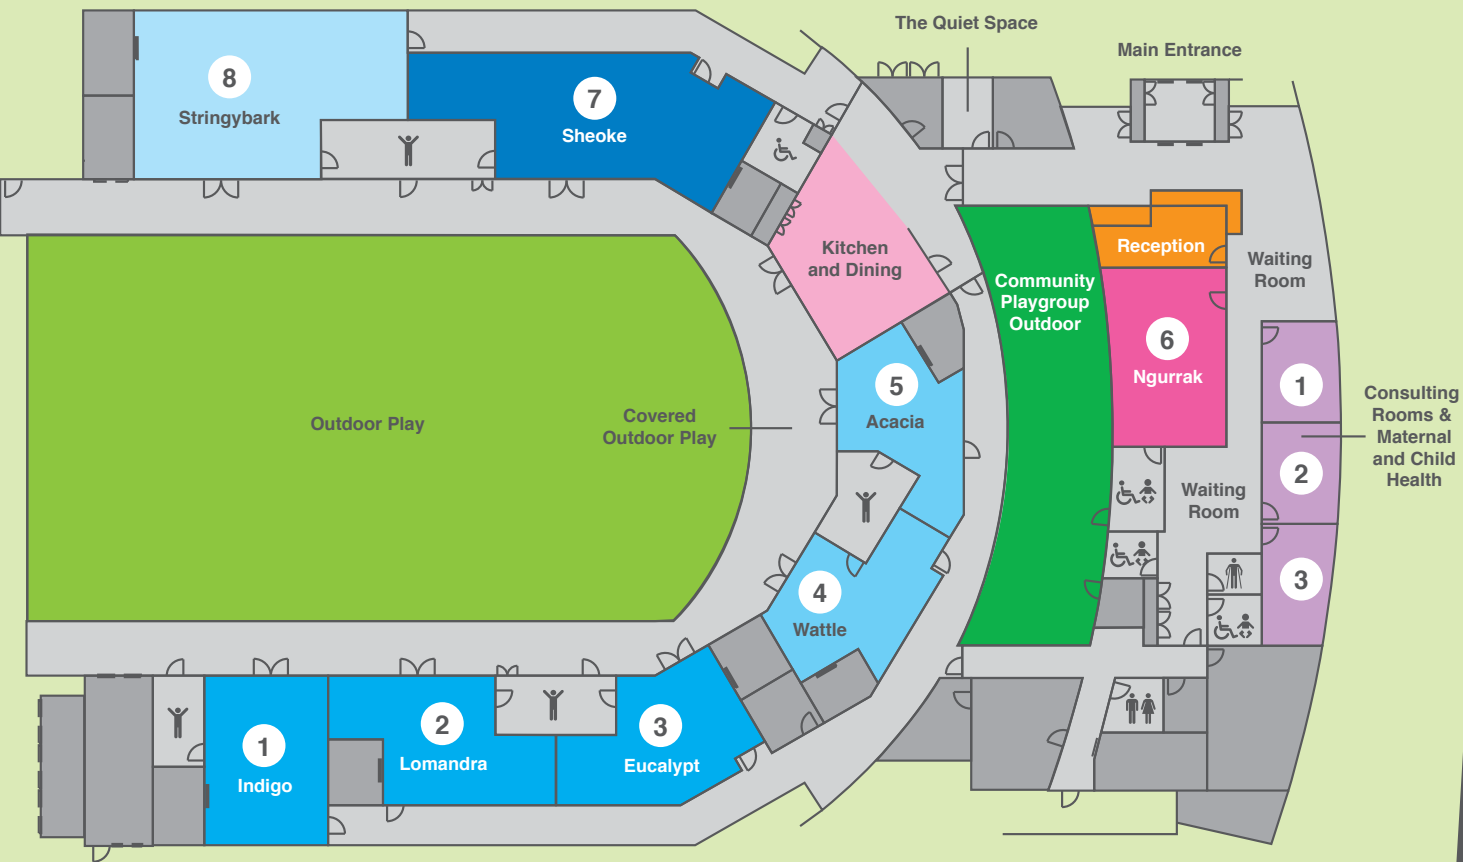 The Quiet Space
Main Entrance
8
Stringybark
7
Sheoke
Kitchen
and Dining
Community
Playgroup
Outdoor
Reception
Waiting
Room
6
Ngurrak
5
Acacia
1
Consulting
Rooms &
Maternal
and Child
Health
2
Outdoor Play
Covered
Outdoor Play
Waiting
Room
4
Wattle
3
1
Indigo
2
Lomandra
3
Eucalypt